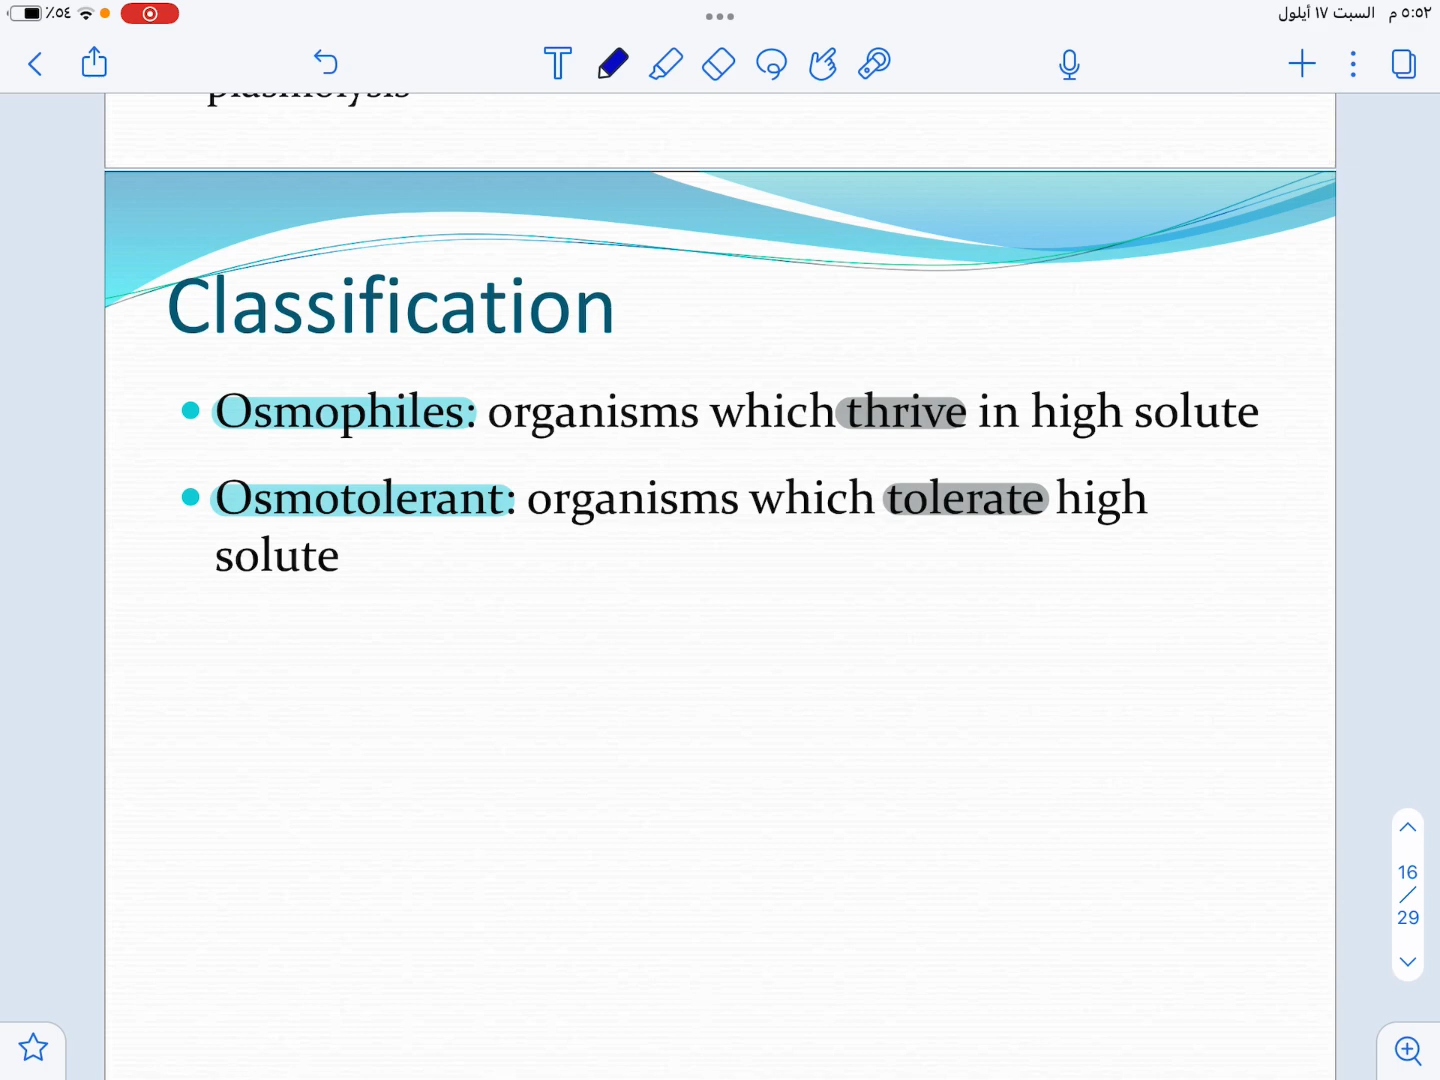 ٪٥٤
٥:٥٢ م السبت ١٧ أيلول
plasmolysis
Classification
• Osmophiles: organisms which thrive in high solute
• Osmotolerant: organisms which tolerate high
solute
16
/
29